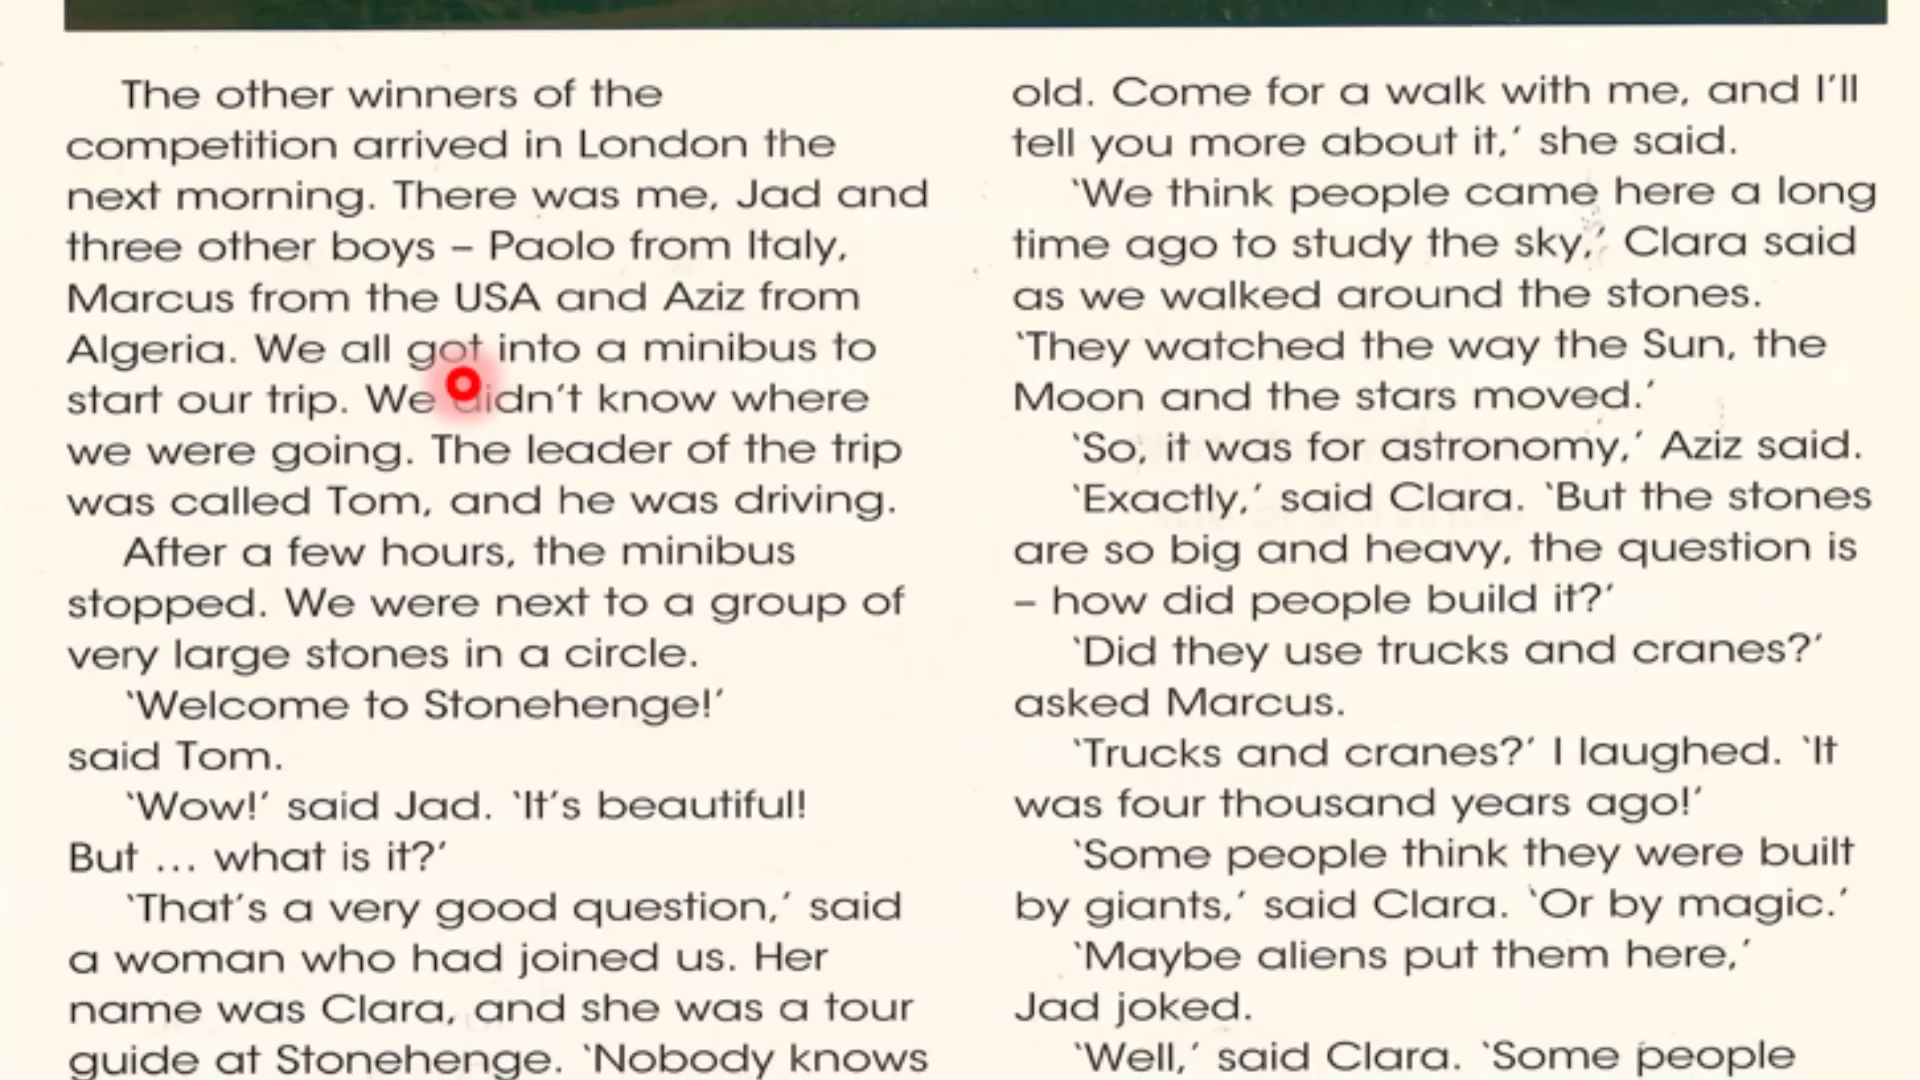 The other winners of the
competition arrived in London the
next morning. There was me, Jad and
three other boys – Paolo from Italy,
Marcus from the USA and Aziz from
Algeria. We all got into a minibus to
start our trip. We didn't know where
we were going. The leader of the trip
was called Tom, and he was driving.
After a few hours, the minibus
stopped. We were next to a group of
very large stones in a circle.
‘Welcome to Stonehenge!’
said Tom.
‘Wow!’ said Jad. ‘It's beautiful!
But ... what is it?’
‘That's a very good question,’ said
a woman who had joined us. Her
name was Clara, and she was a tour
guide at Stonehenge. ‘Nobody knows
old. Come for a walk with me, and I'll
tell you more about it,’ she said.
‘We think people came here a long
time ago to study the sky,’ Clara said
as we walked around the stones.
‘They watched the way the Sun, the
Moon and the stars moved.’
‘So, it was for astronomy,’ Aziz said.
‘Exactly,’ said Clara. ‘But the stones
are so big and heavy, the question is
– how did people build it?’
‘Did they use trucks and cranes?’
asked Marcus.
‘Trucks and cranes?’ I laughed. ‘It
was four thousand years ago!’
‘Some people think they were built
by giants,’ said Clara. ‘Or by magic.’
‘Maybe aliens put them here,’
Jad joked.
‘Well,’ said Clara. ‘Some people